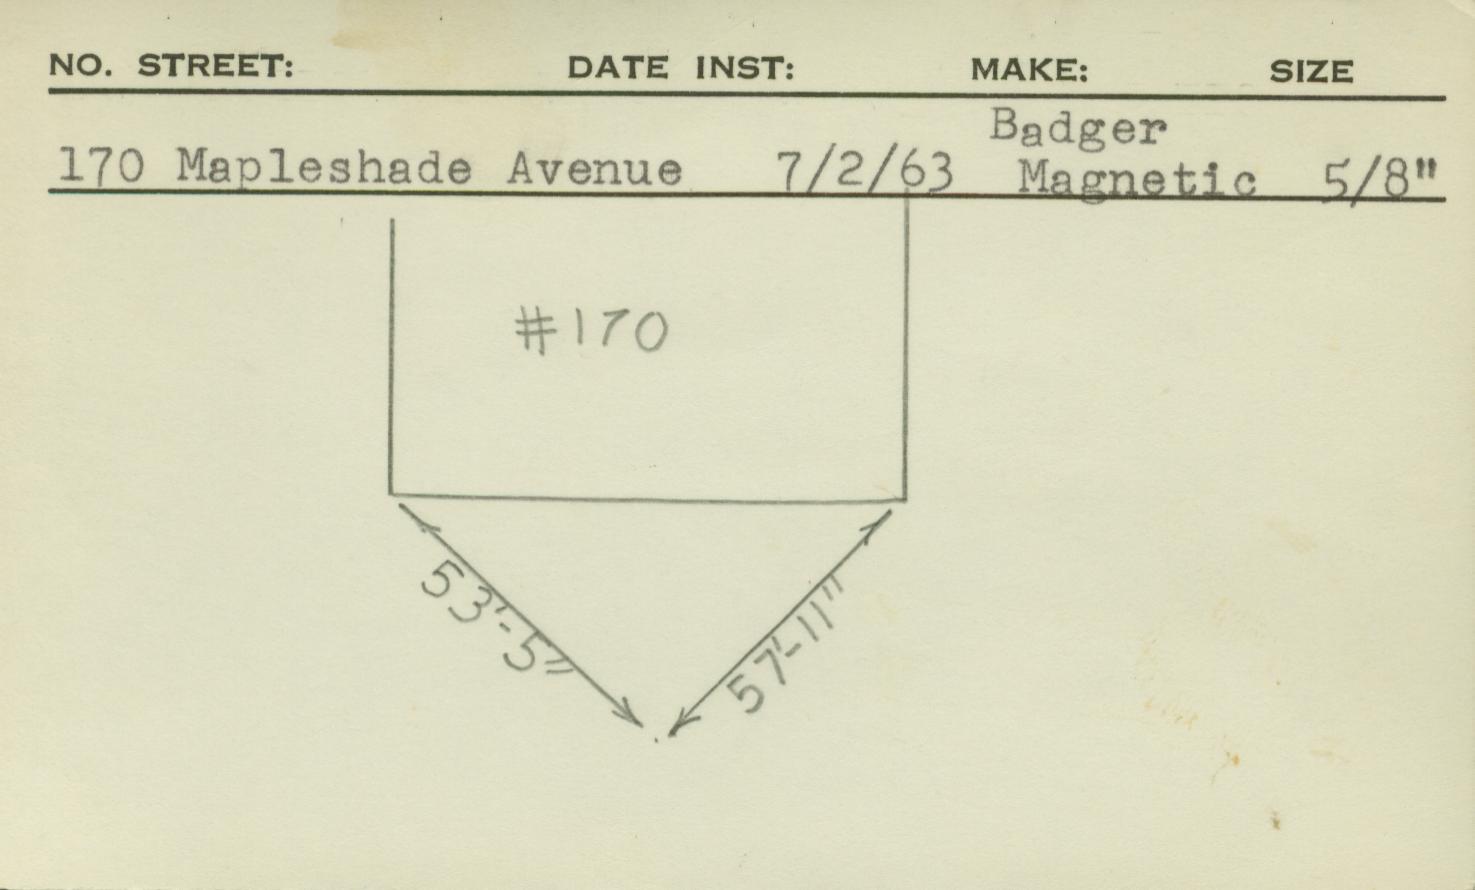 NO. STREET: DATE INST: MAKE: SIZE
Badger
170 Mapleshade Avenue 7/2/63 Magnetic 5/8"
#170
53'-5"
57'-11"